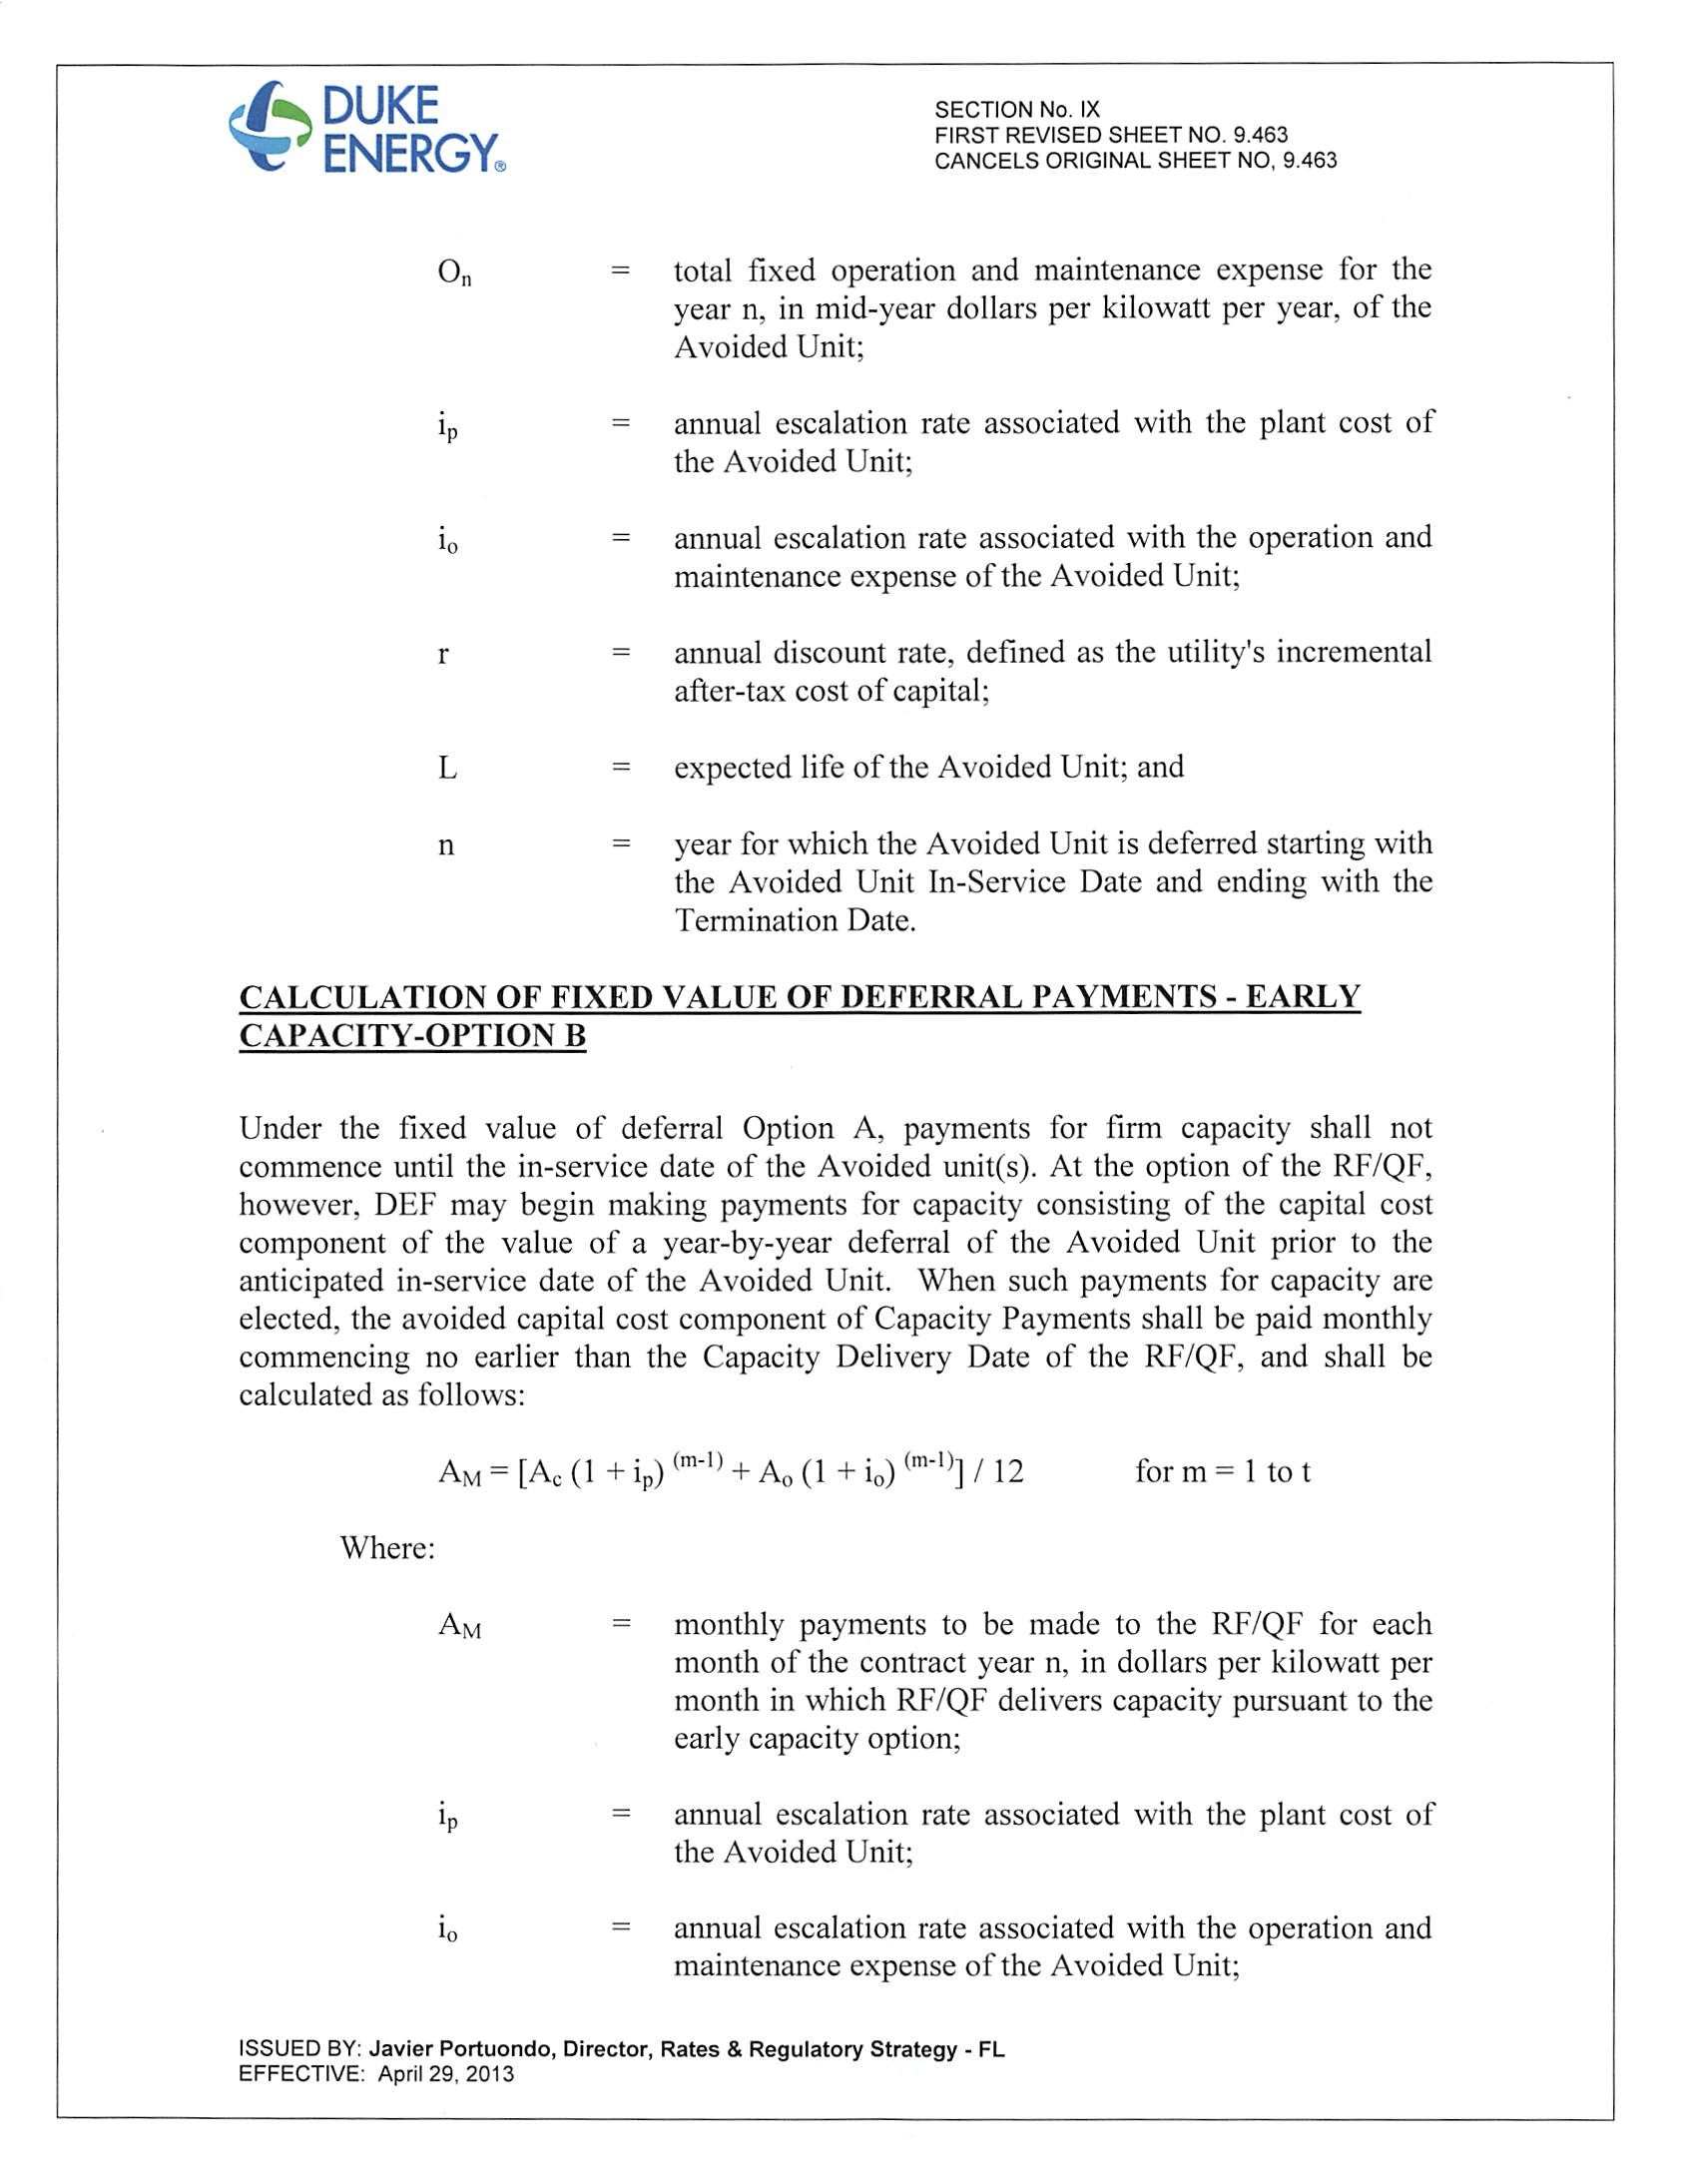 DUKE
ENERGY®
SECTION No. IX
FIRST REVISED SHEET NO. 9.463
CANCELS ORIGINAL SHEET NO, 9.463
On = total fixed operation and maintenance expense for the
year n, in mid-year dollars per kilowatt per year, of the
Avoided Unit;
ip = annual escalation rate associated with the plant cost of
the Avoided Unit;
io = annual escalation rate associated with the operation and
maintenance expense of the Avoided Unit;
r = annual discount rate, defined as the utility's incremental
after-tax cost of capital;
L = expected life of the Avoided Unit; and
n = year for which the Avoided Unit is deferred starting with
the Avoided Unit In-Service Date and ending with the
Termination Date.
CALCULATION OF FIXED VALUE OF DEFERRAL PAYMENTS - EARLY
CAPACITY-OPTION B
Under the fixed value of deferral Option A, payments for firm capacity shall not
commence until the in-service date of the Avoided unit(s). At the option of the RF/QF,
however, DEF may begin making payments for capacity consisting of the capital cost
component of the value of a year-by-year deferral of the Avoided Unit prior to the
anticipated in-service date of the Avoided Unit. When such payments for capacity are
elected, the avoided capital cost component of Capacity Payments shall be paid monthly
commencing no earlier than the Capacity Delivery Date of the RF/QF, and shall be
calculated as follows:
AM = [Ac (1 + ip) (m-1) + Ao (1 + io) (m-1)] / 12 for m = 1 to t
Where:
AM = monthly payments to be made to the RF/QF for each
month of the contract year n, in dollars per kilowatt per
month in which RF/QF delivers capacity pursuant to the
early capacity option;
ip = annual escalation rate associated with the plant cost of
the Avoided Unit;
io = annual escalation rate associated with the operation and
maintenance expense of the Avoided Unit;
ISSUED BY: Javier Portuondo, Director, Rates & Regulatory Strategy - FL
EFFECTIVE: April 29, 2013